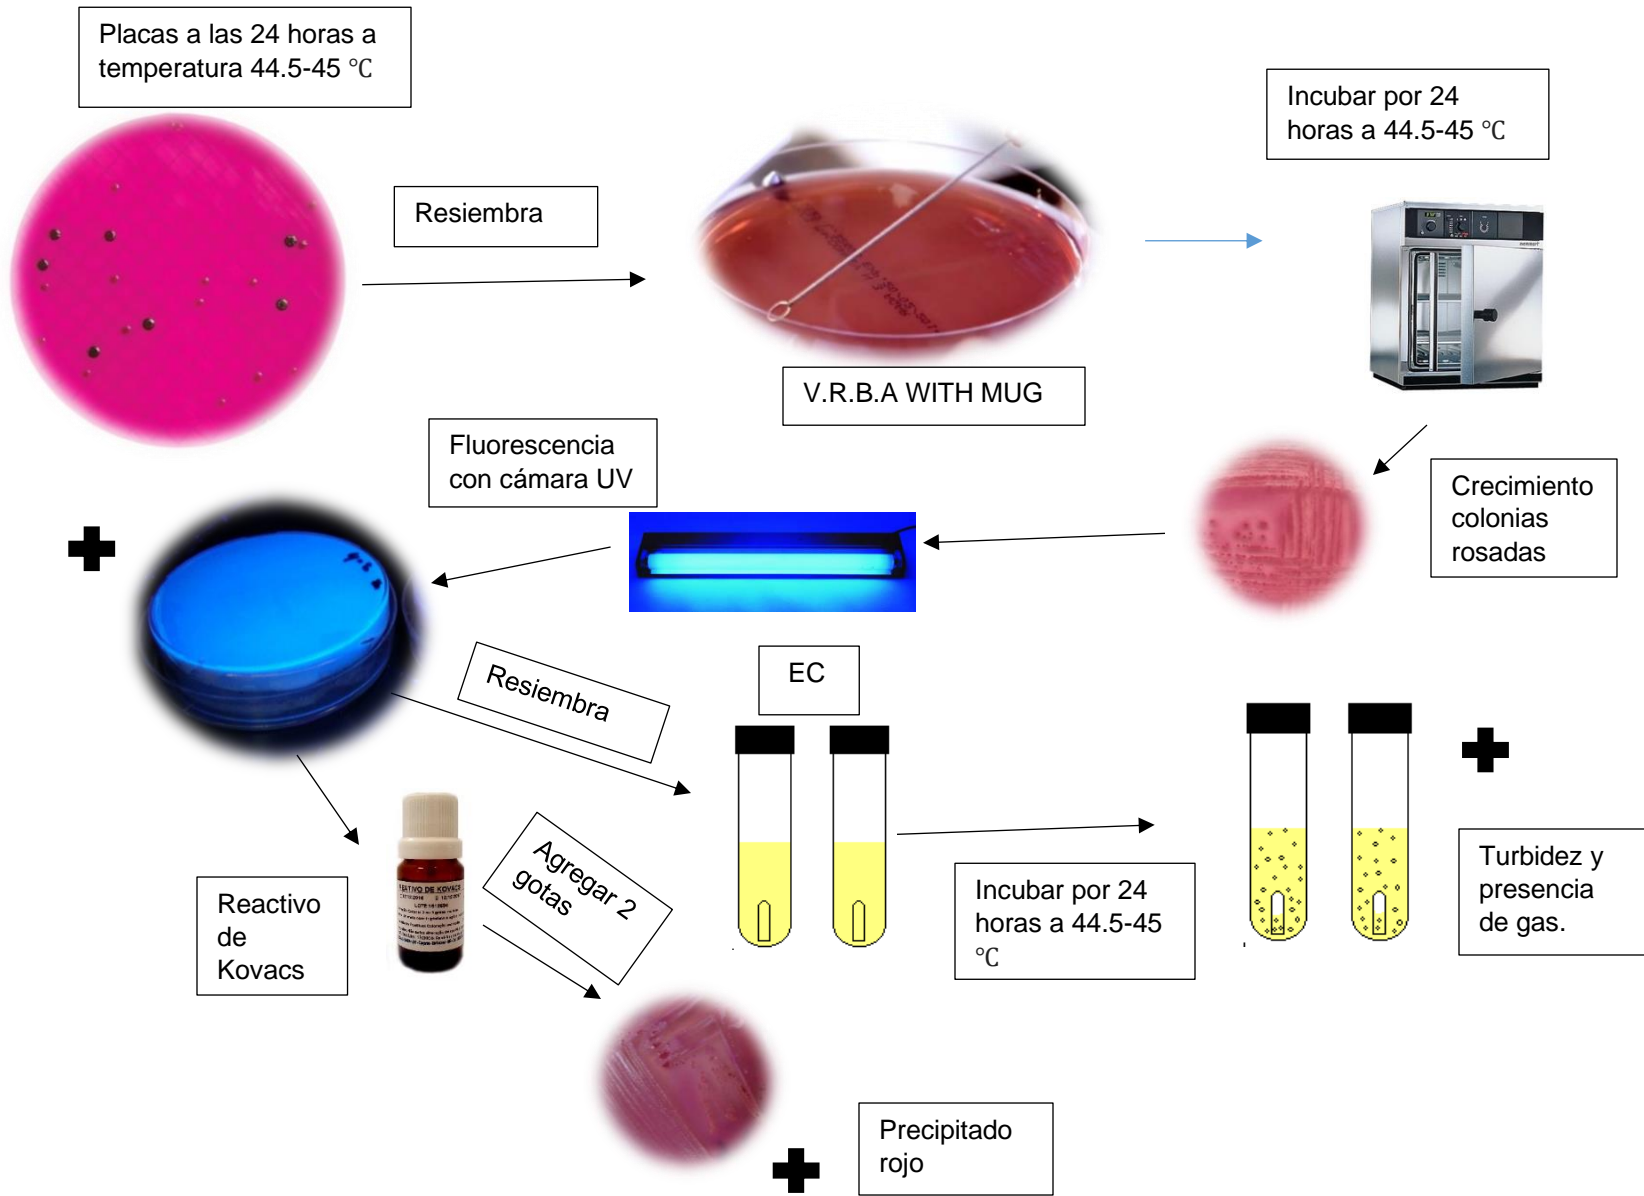 Placas a las 24 horas a
temperatura 44.5-45 °C
Incubar por 24
horas a 44.5-45 °C
Resiembra
V.R.B.A WITH MUG
Fluorescencia
con cámara UV
Crecimiento
colonias
rosadas
Resiembra
EC
Reactivo
de
Kovacs
Agregar 2
gotas
Incubar por 24
horas a 44.5-45
°C
Turbidez y
presencia
de gas.
Precipitado
rojo